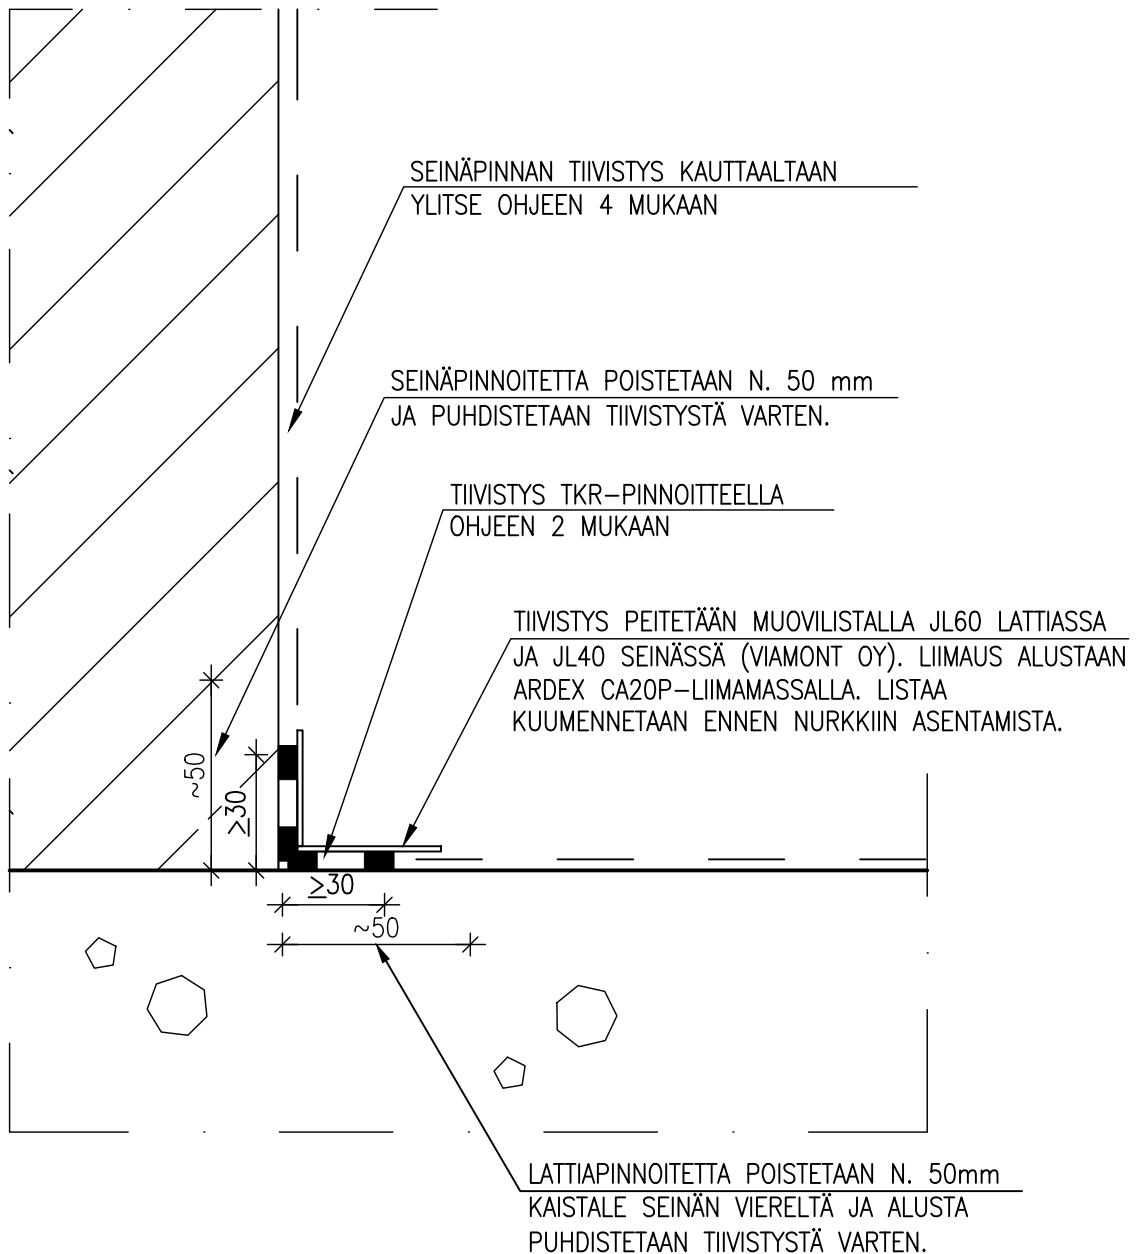 SEINÄPINNAN TIIVISTYS KAUTTAALTAAN
YLITSE OHJEEN 4 MUKAAN
SEINÄPINNOITETTA POISTETAAN N. 50 mm
JA PUHDISTETAAN TIIVISTYSTÄ VARTEN.
TIIVISTYS TKR-PINNOITTEELLA
OHJEEN 2 MUKAAN
TIIVISTYS PEITETÄÄN MUOVILISTALLA JL60 LATTIASSA
JA JL40 SEINÄSSÄ (VIAMONT OY). LIIMAUS ALUSTAAN
ARDEX CA20P-LIIMAMASSALLA. LISTAA
KUUMENNETAAN ENNEN NURKKIIN ASENTAMISTA.
~50
≥30
≥30
~50
LATTIAPINNOITETTA POISTETAAN N. 50mm
KAISTALE SEINÄN VIERELTÄ JA ALUSTA
PUHDISTETAAN TIIVISTYSTÄ VARTEN.